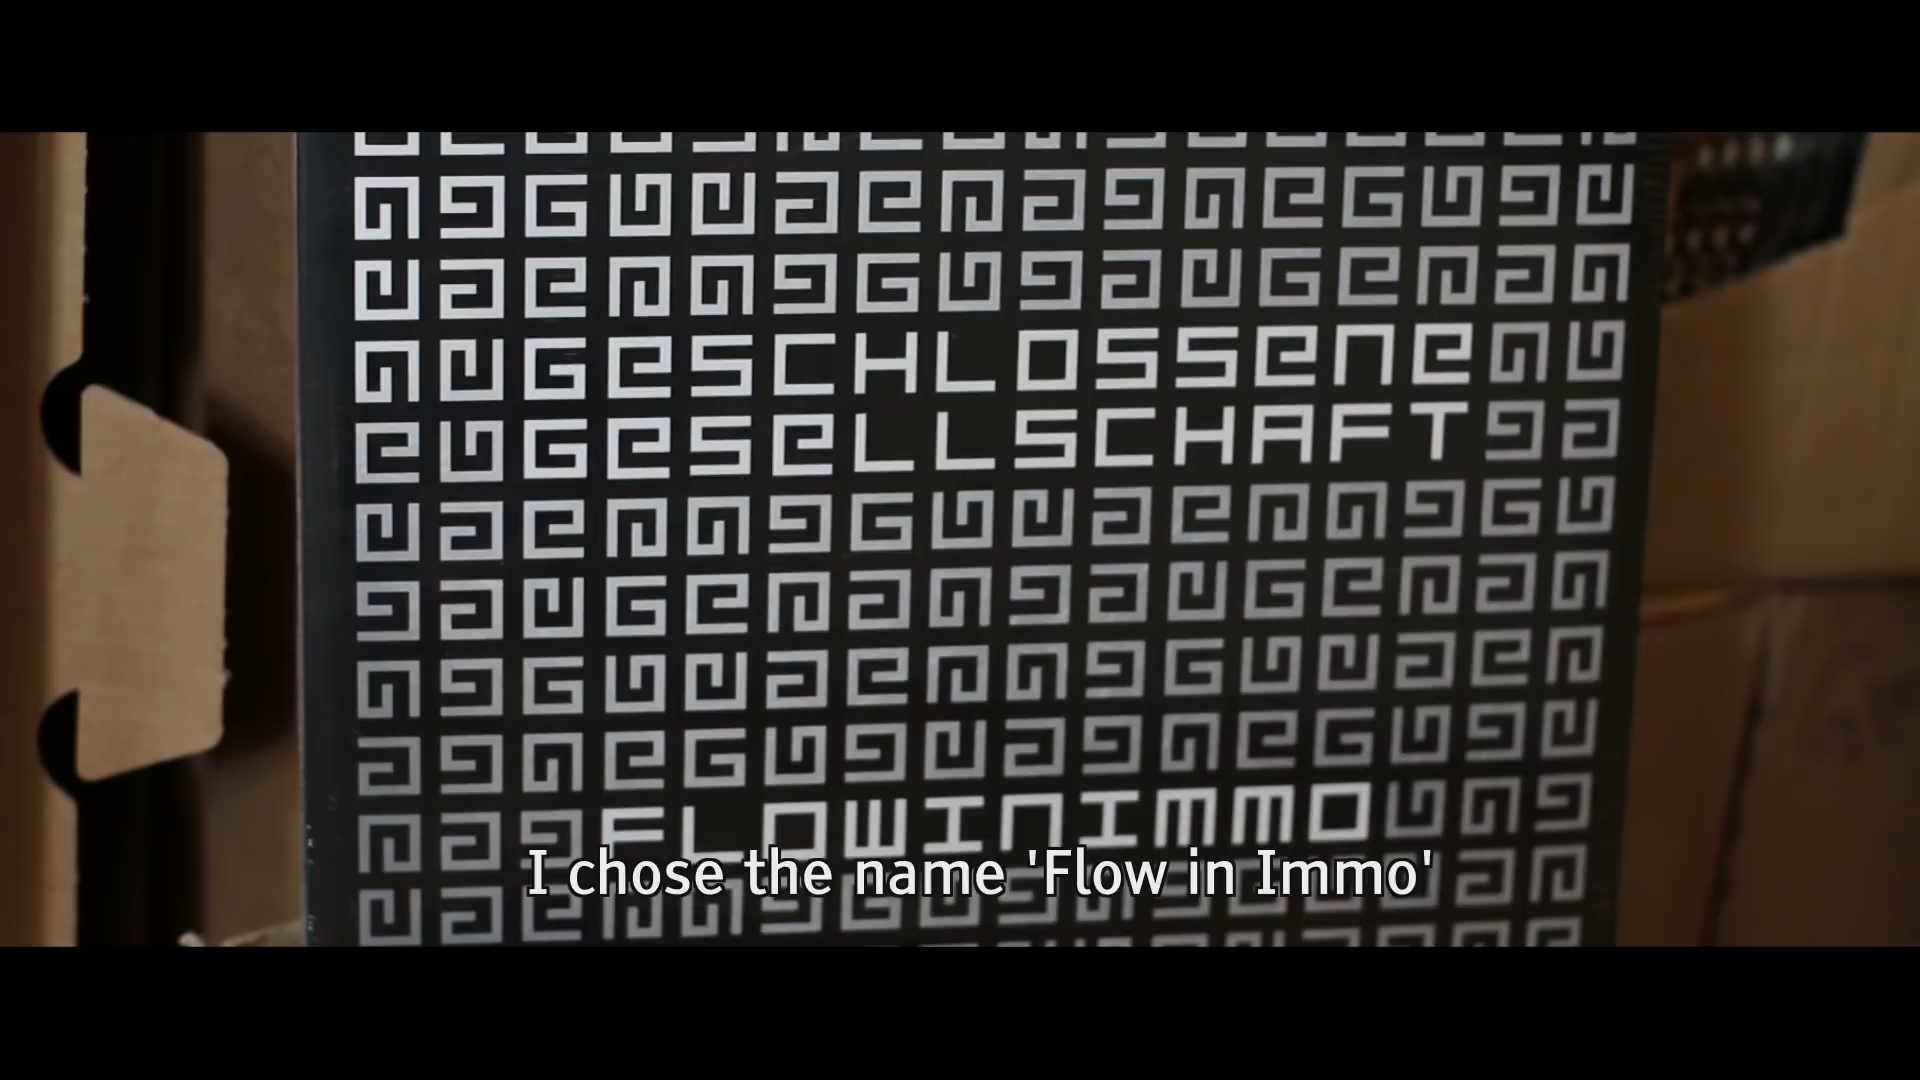 GESCHLOSSENE
GESELLSCHAFT
FLOWINIMMO
I chose the name 'Flow in Immo'